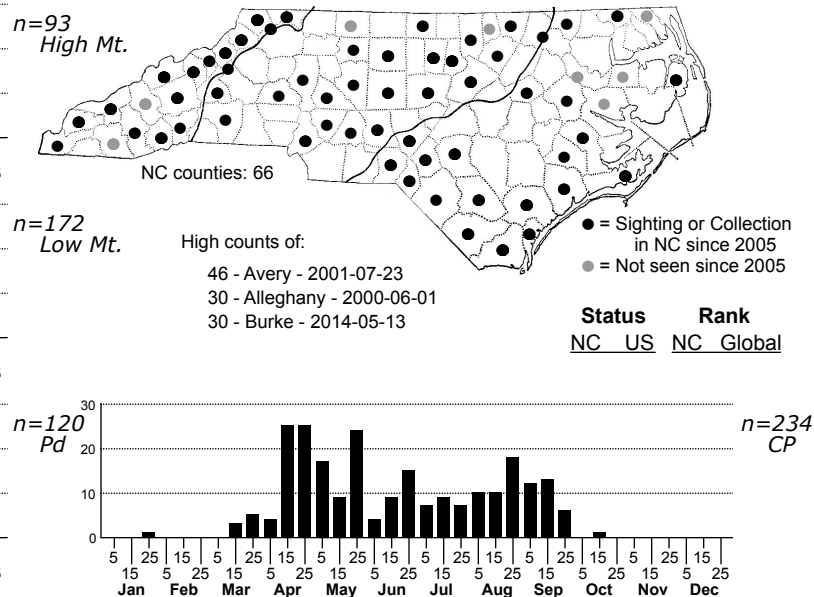 n=93
High Mt.
NC counties: 66
n=172
Low Mt.
High counts of:
46 - Avery - 2001-07-23
30 - Alleghany - 2000-06-01
30 - Burke - 2014-05-13
= Sighting or Collection
in NC since 2005
= Not seen since 2005
Status Rank
NC US NC Global
n=120
Pd
n=234
CP
30
20
10
0
5 25 15 5 25 15 5 25 15 5 25 15 5 25 15 5 25 15
15 5 25 15 5 25 15 5 25 15 5 25 15 5 25 15 5 25
Jan Feb Mar Apr May Jun Jul Aug Sep Oct Nov Dec